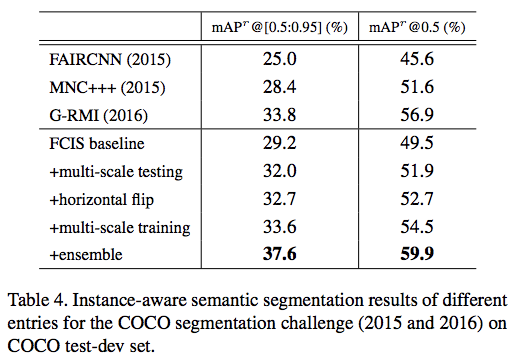 mAPʳ@[0.5:0.95] (%) mAPʳ@0.5 (%)
FAIRCNN (2015) 25.0 45.6
MNC+++ (2015) 28.4 51.6
G-RMI (2016) 33.8 56.9
FCIS baseline 29.2 49.5
+multi-scale testing 32.0 51.9
+horizontal flip 32.7 52.7
+multi-scale training 33.6 54.5
+ensemble 37.6 59.9
Table 4. Instance-aware semantic segmentation results of different
entries for the COCO segmentation challenge (2015 and 2016) on
COCO test-dev set.